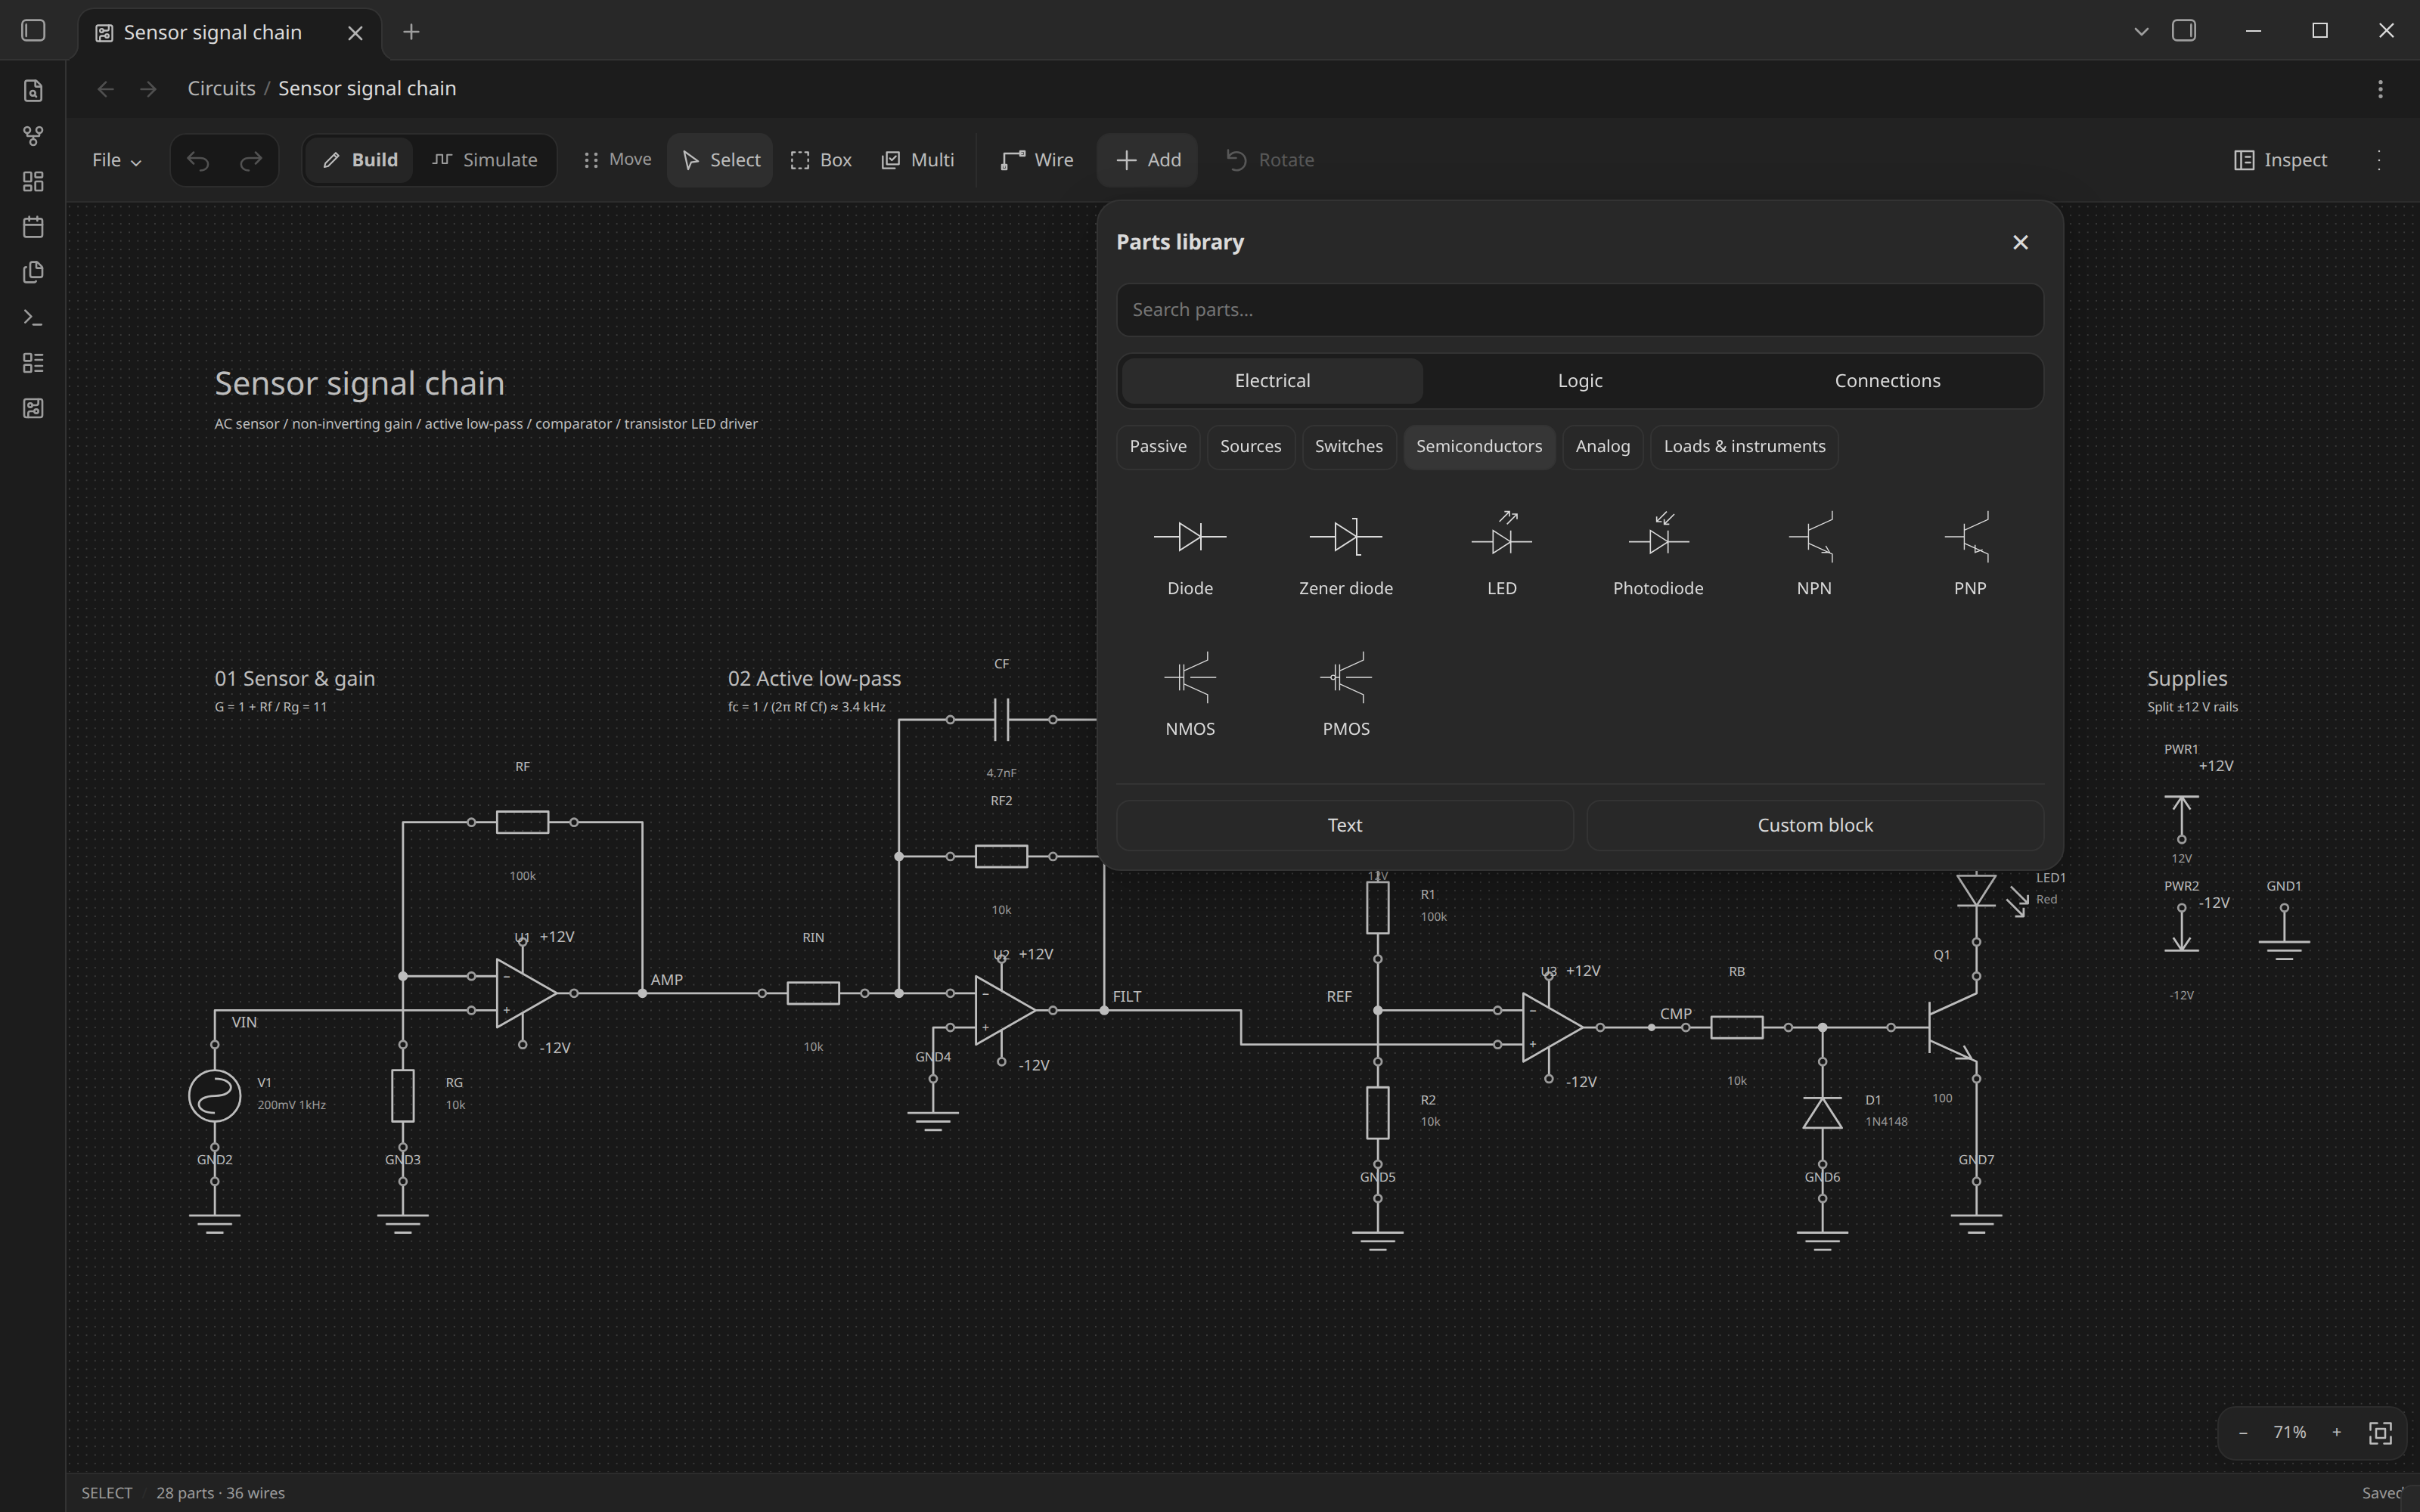 Sensor signal chain
Circuits / Sensor signal chain
File
Build
Simulate
Move
Select
Box
Multi
Wire
Add
Rotate
Inspect
Parts library
Search parts...
Electrical
Logic
Connections
Passive
Sources
Switches
Semiconductors
Analog
Loads & instruments
Diode
Zener diode
LED
Photodiode
NPN
PNP
NMOS
PMOS
Text
Custom block
Sensor signal chain
AC sensor / non-inverting gain / active low-pass / comparator / transistor LED driver
01 Sensor & gain
G = 1 + Rf / Rg = 11
02 Active low-pass
fc = 1 / (2π Rf Cf) ≈ 3.4 kHz
CF
4.7nF
RF2
10k
RF
100k
U1 +12V
-12V
AMP
VIN
V1
200mV 1kHz
RG
10k
GND2
GND3
RIN
10k
U2 +12V
-12V
GND4
FILT
12V
R1
100k
REF
R2
10k
GND5
U3 +12V
-12V
CMP
RB
10k
D1
1N4148
GND6
LED1
Red
Q1
100
GND7
Supplies
Split ±12 V rails
PWR1
+12V
12V
PWR2
-12V
-12V
GND1
− 71% +
SELECT / 28 parts · 36 wires
Saved